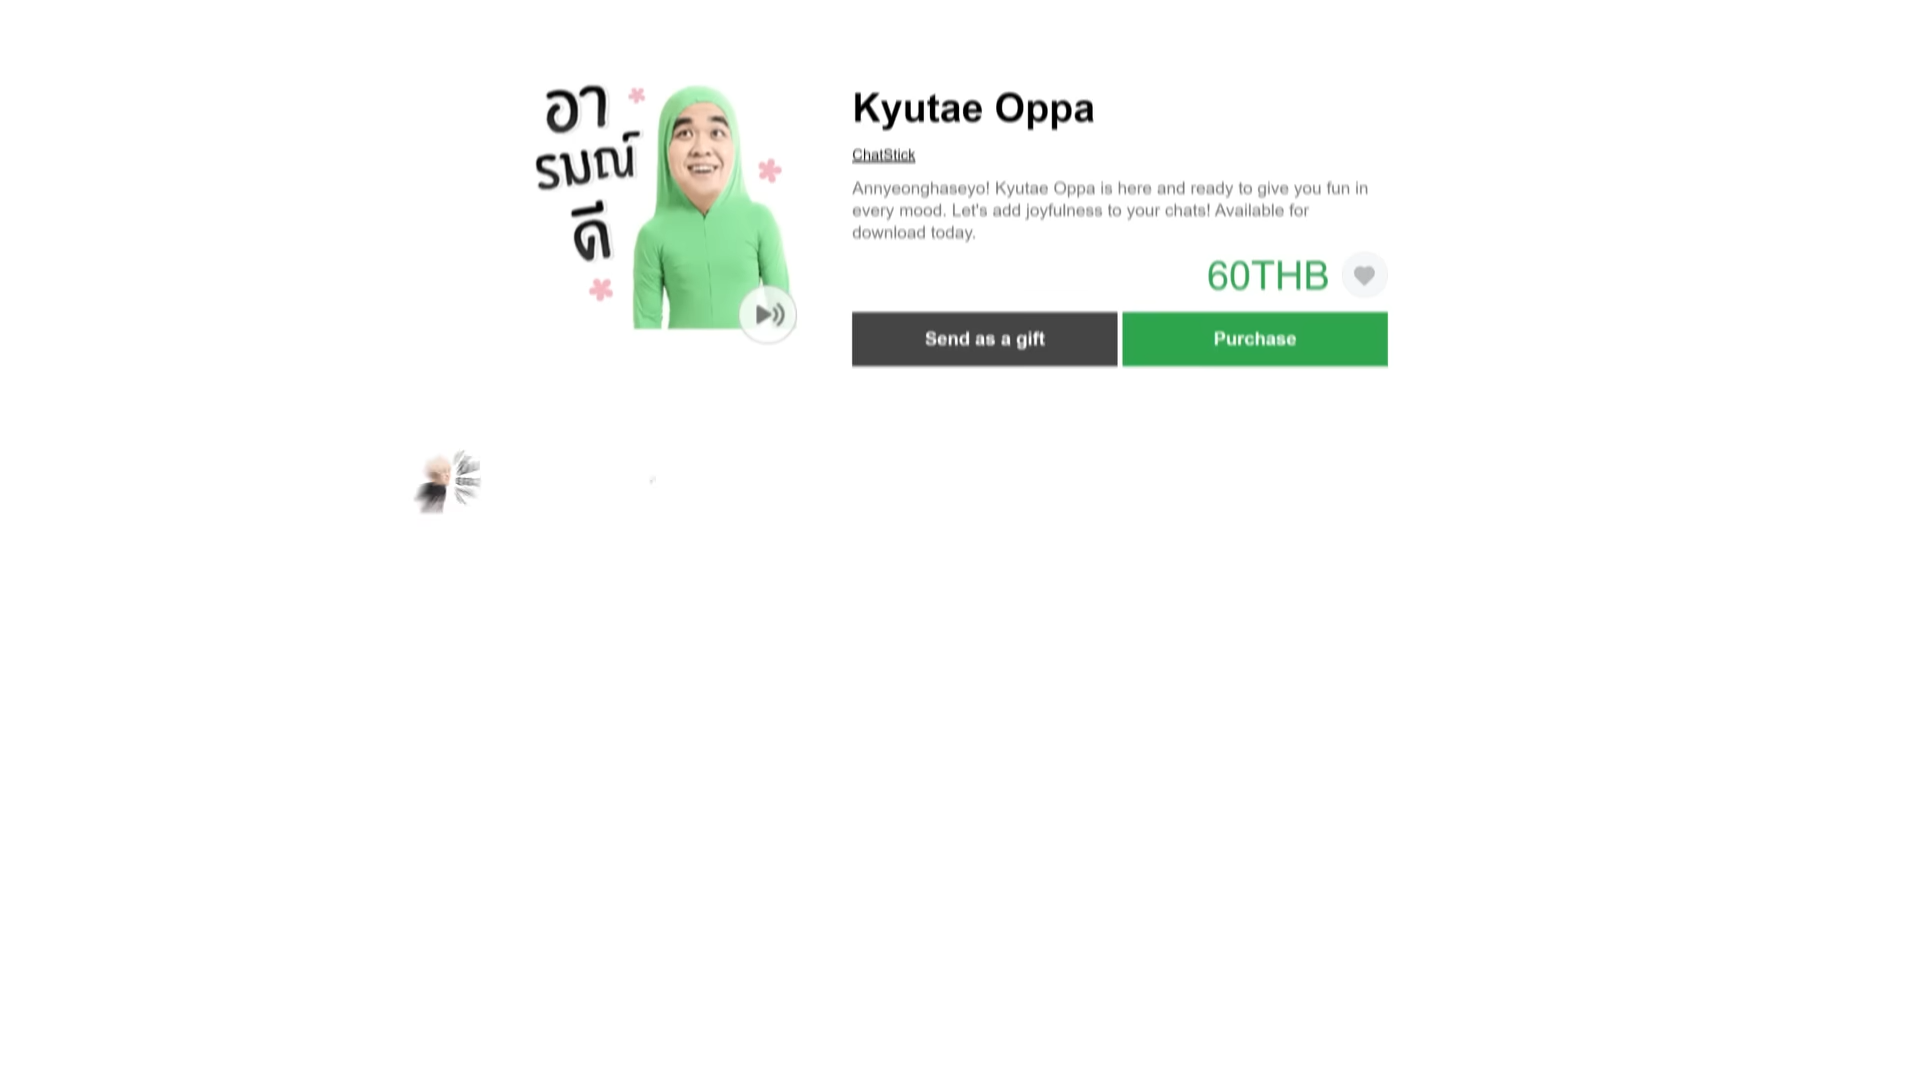 อา
รมณ์
ดี
Kyutae Oppa
ChatStick
Annyeonghaseyo! Kyutae Oppa is here and ready to give you fun in
every mood. Let's add joyfulness to your chats! Available for
download today.
60THB
Send as a gift
Purchase